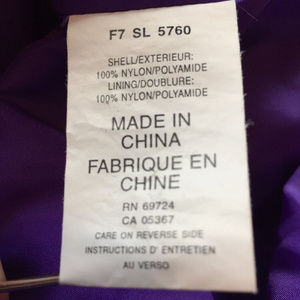 F7 SL 5760
SHELL/EXTERIEUR:
100% NYLON/POLYAMIDE
LINING/DOUBLURE:
100% NYLON/POLYAMIDE
MADE IN
CHINA
FABRIQUE EN
CHINE
RN 69724
CA 05367
CARE ON REVERSE SIDE
INSTRUCTIONS D' ENTRETIEN
AU VERSO